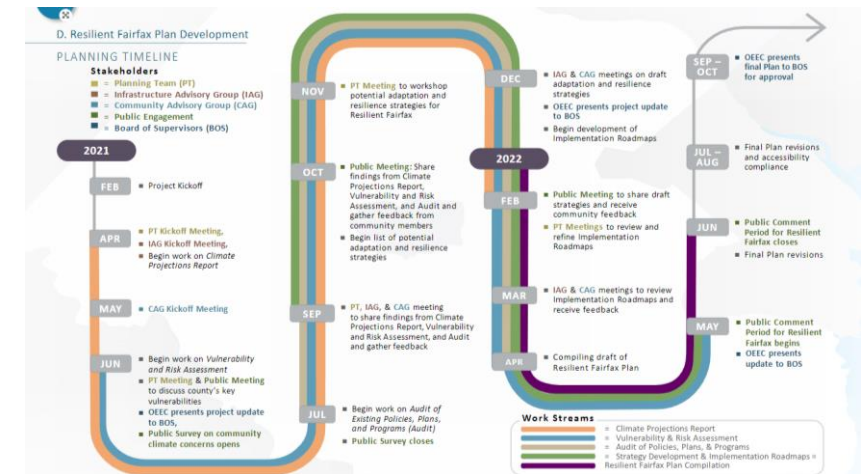 D. Resilient Fairfax Plan Development
PLANNING TIMELINE
Stakeholders
= Planning Team (PT)
= Infrastructure Advisory Group (IAG)
= Community Advisory Group (CAG)
= Public Engagement
= Board of Supervisors (BOS)
2021
FEB
Project Kickoff
APR
PT Kickoff Meeting,
IAG Kickoff Meeting,
Begin work on Climate
Projections Report
MAY
CAG Kickoff Meeting
JUN
Begin work on Vulnerability
and Risk Assessment
PT Meeting & Public Meeting
to discuss county's key
vulnerabilities
OEEC presents project update
to BOS,
Public Survey on community
climate concerns opens
NOV
PT Meeting to workshop
potential adaptation and
resilience strategies for
Resilient Fairfax
OCT
Public Meeting: Share
findings from Climate
Projections Report,
Vulnerability and Risk
Assessment, and Audit and
gather feedback from
community members
Begin list of potential
adaptation and resilience
strategies
SEP
PT, IAG, & CAG meeting
to share findings from Climate
Projections Report, Vulnerability
and Risk Assessment, and Audit
and gather feedback
JUL
Begin work on Audit of
Existing Policies, Plans,
and Programs (Audit)
Public Survey closes
DEC
IAG & CAG meetings on draft
adaptation and resilience
strategies
OEEC presents project update
to BOS
Begin development of
Implementation Roadmaps
2022
FEB
Public Meeting to share draft
strategies and receive
community feedback
PT Meetings to review and
refine Implementation
Roadmaps
MAR
IAG & CAG meetings to review
Implementation Roadmaps and
receive feedback
APR
Compiling draft of
Resilient Fairfax Plan
SEP –
OCT
OEEC presents
final Plan to BOS
for approval
JUL –
AUG
Final Plan revisions
and accessibility
compliance
JUN
Public Comment
Period for Resilient
Fairfax closes
Final Plan revisions
MAY
Public Comment
Period for Resilient
Fairfax begins
OEEC presents
update to BOS
Work Streams
= Climate Projections Report
= Vulnerability & Risk Assessment
= Audit of Policies, Plans, & Programs
= Strategy Development & Implementation Roadmaps =
Resilient Fairfax Plan Compilation